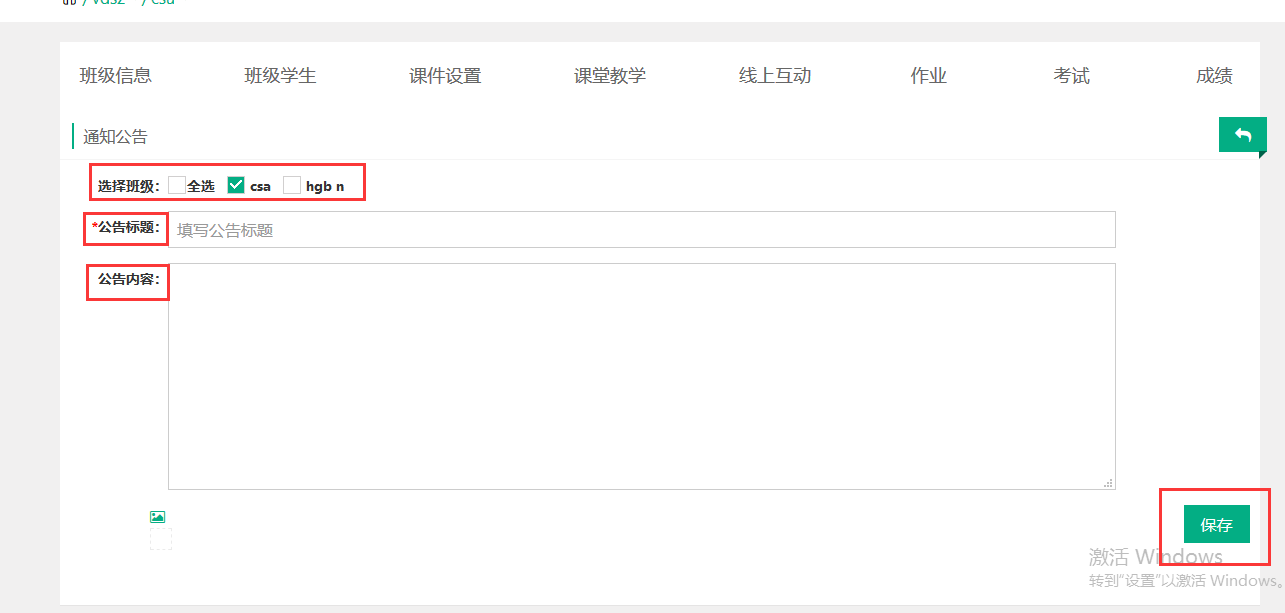 / vdsz / csa
班级信息 班级学生 课件设置 课堂教学 线上互动 作业 考试 成绩
通知公告
选择班级： 全选 csa hgb n
*公告标题： 填写公告标题
公告内容：
保存
激活 Windows
转到"设置"以激活 Windows。